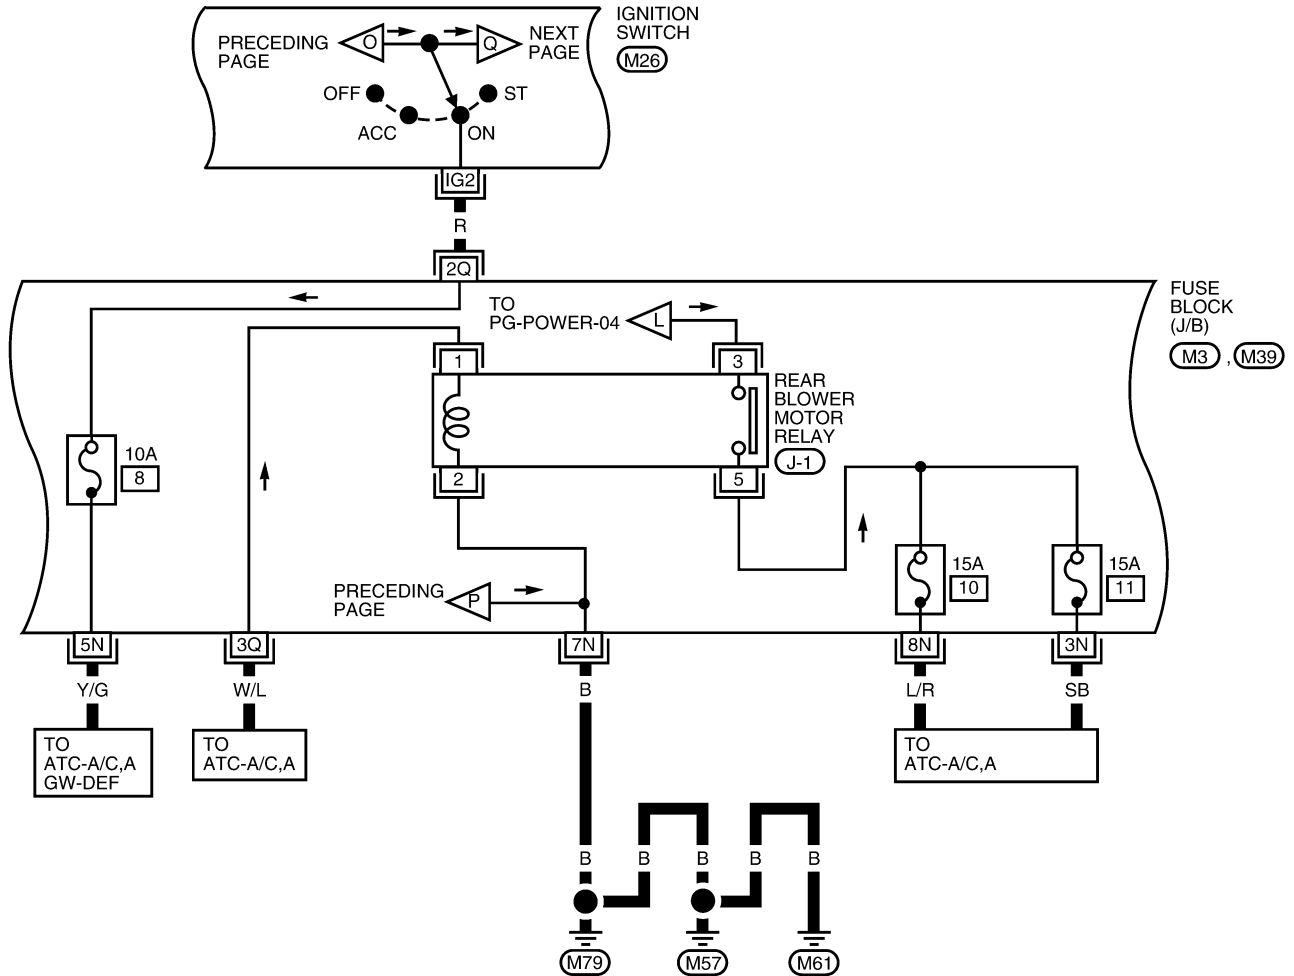 IGNITION
SWITCH
M26
PRECEDING
PAGE
O
Q
NEXT
PAGE
OFF
ST
ACC
ON
IG2
R
2Q
FUSE
BLOCK
(J/B)
M3 , M39
TO
PG-POWER-04
L
1
3
REAR
BLOWER
MOTOR
RELAY
J-1
2
5
10A
8
15A
10
15A
11
PRECEDING
PAGE
P
5N
3Q
7N
8N
3N
Y/G
W/L
B
L/R
SB
TO
ATC-A/C,A
GW-DEF
TO
ATC-A/C,A
TO
ATC-A/C,A
B
B
B
B
B
M79
M57
M61